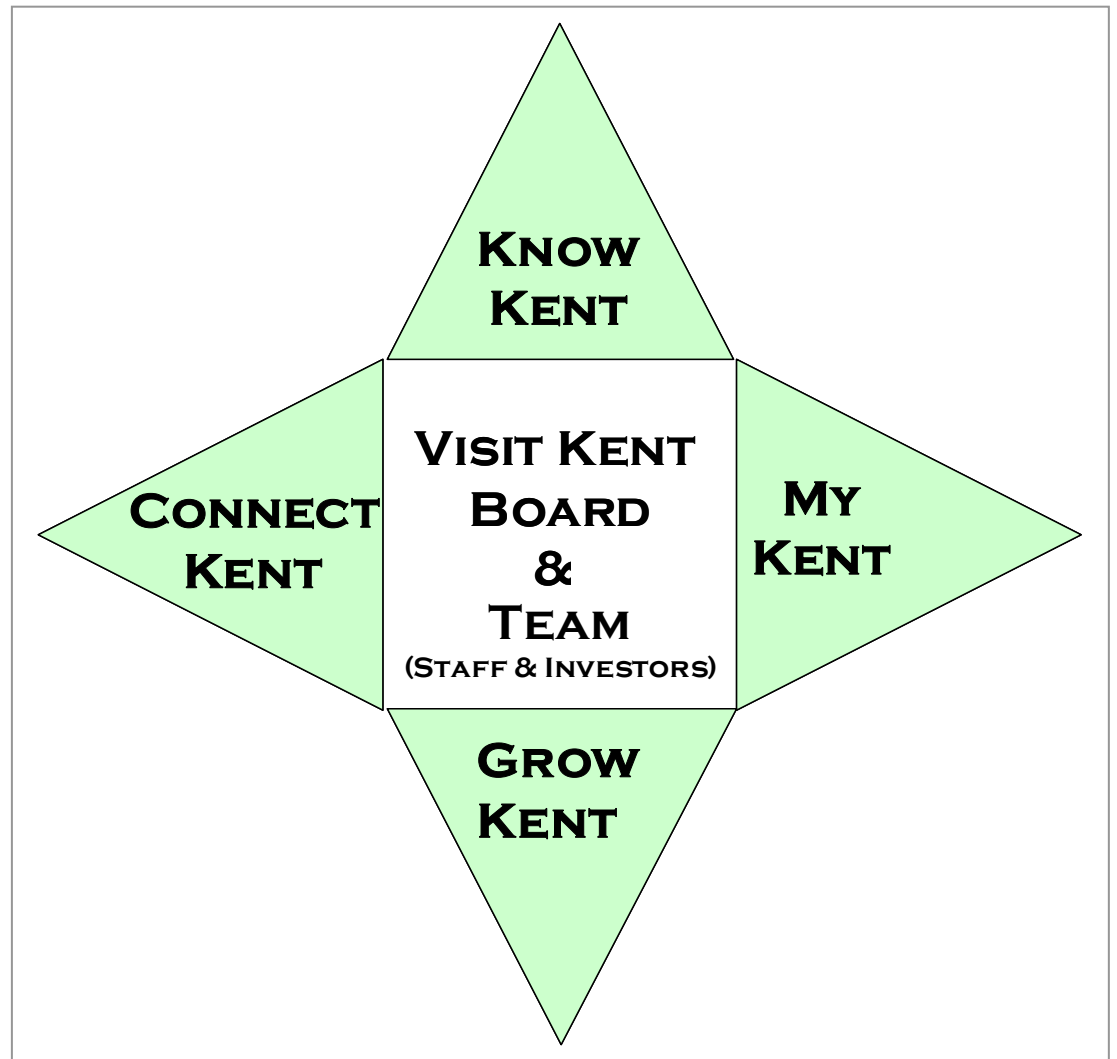 Know
Kent
Connect
Kent
Visit Kent
Board
&
Team
(Staff & Investors)
My
Kent
Grow
Kent